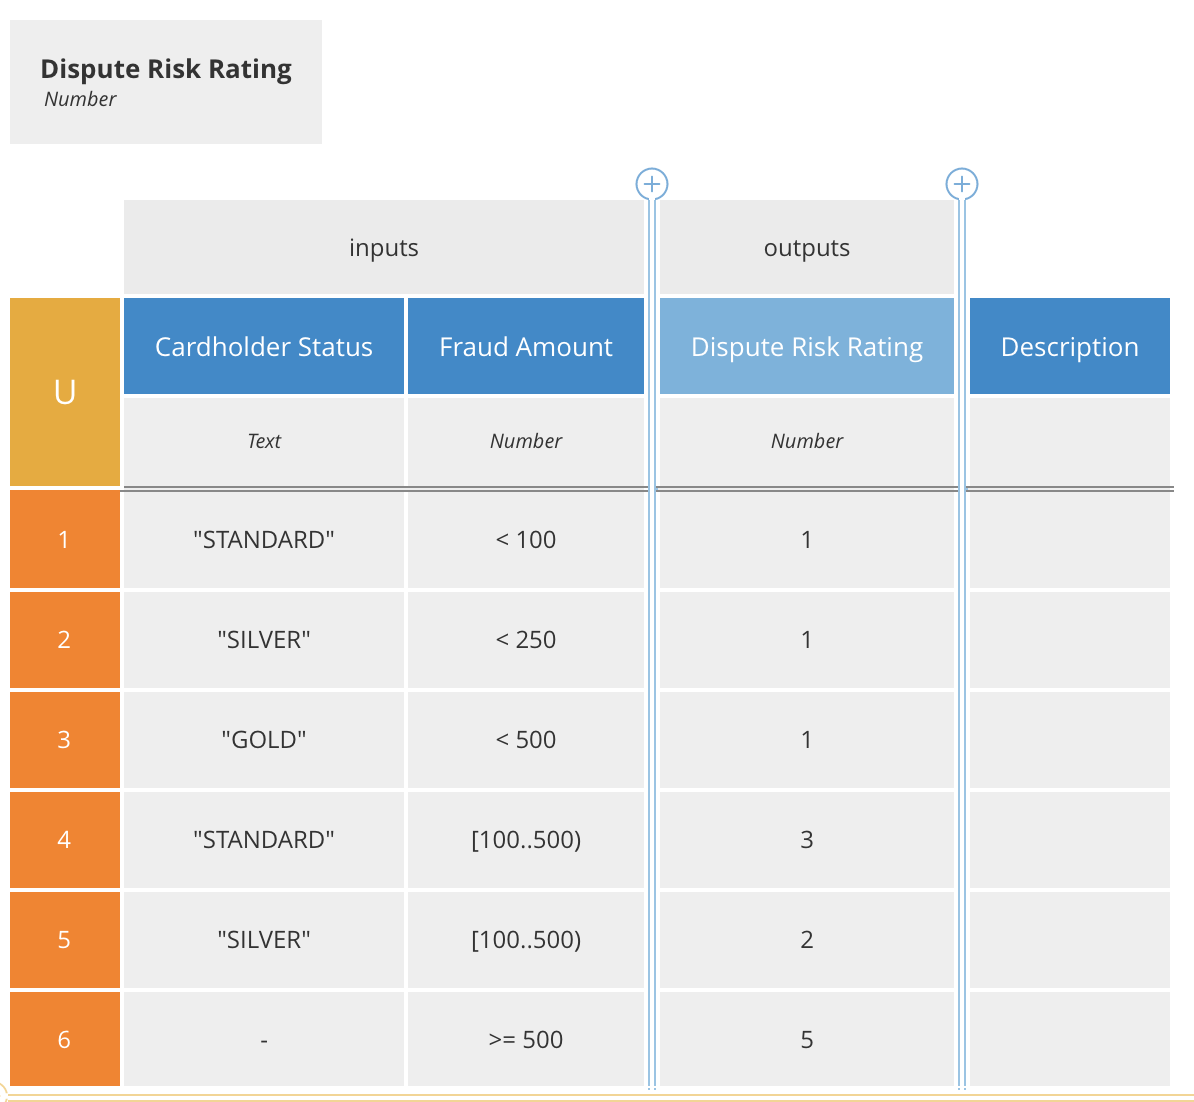 Dispute Risk Rating
Number
inputs outputs
U Cardholder Status Fraud Amount Dispute Risk Rating Description
Text Number Number
1 "STANDARD" < 100 1
2 "SILVER" < 250 1
3 "GOLD" < 500 1
4 "STANDARD" [100..500) 3
5 "SILVER" [100..500) 2
6 - >= 500 5